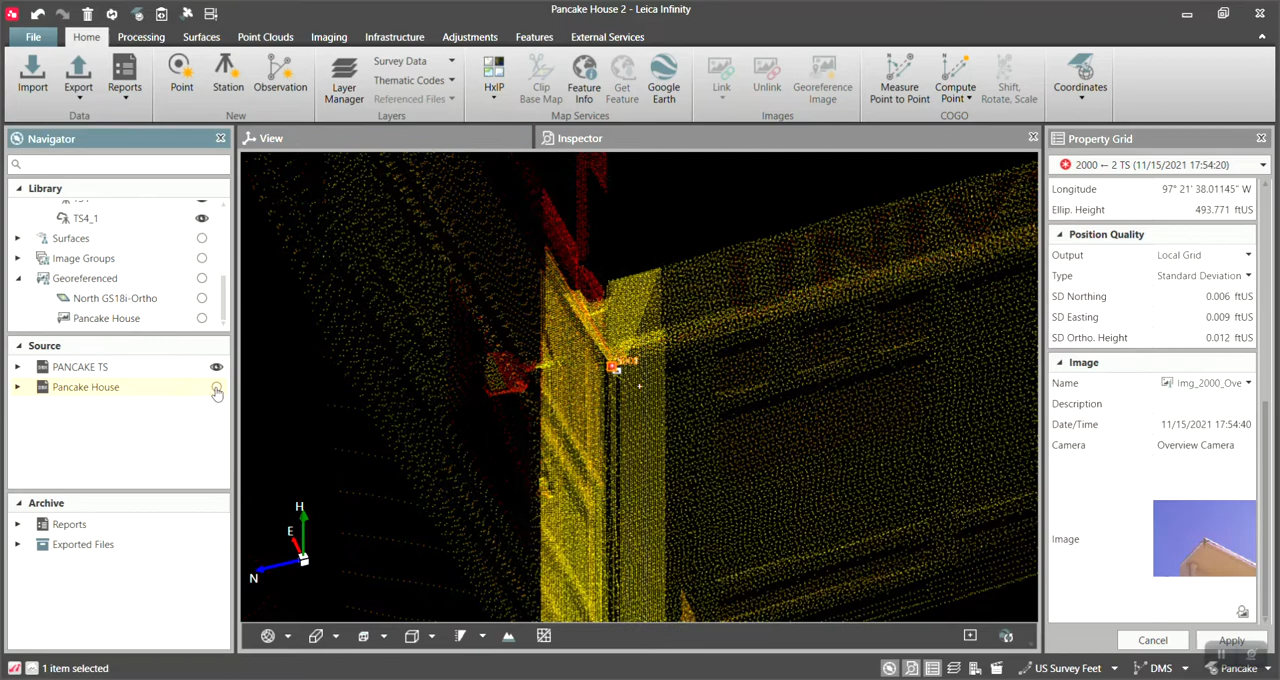 Pancake House 2 - Leica Infinity
File
Home
Processing
Surfaces
Point Clouds
Imaging
Infrastructure
Adjustments
Features
External Services
Import
Export
Reports
Data
Point
Station
Observation
New
Layer Manager
Survey Data
Thematic Codes
Referenced Files
Layers
HxIP
Clip Base Map
Feature Info
Get Feature
Google Earth
Map Services
Link
Unlink
Georeference Image
Images
Measure Point to Point
Compute Point
Shift, Rotate, Scale
COGO
Coordinates
Navigator
Library
TS4_1
Surfaces
Image Groups
Georeferenced
North GS18i-Ortho
Pancake House
Source
PANCAKE TS
Pancake House
Archive
Reports
Exported Files
View
Inspector
H
E
N
Property Grid
2000 ← 2 TS (11/15/2021 17:54:20)
Longitude 97° 21' 38.01145" W
Ellip. Height 493.771 ftUS
Position Quality
Output Local Grid
Type Standard Deviation
SD Northing 0.006 ftUS
SD Easting 0.009 ftUS
SD Ortho. Height 0.012 ftUS
Image
Name Img_2000_Ove
Description
Date/Time 11/15/2021 17:54:40
Camera Overview Camera
Image
Cancel
Apply
1 item selected
US Survey Feet
DMS
Pancake